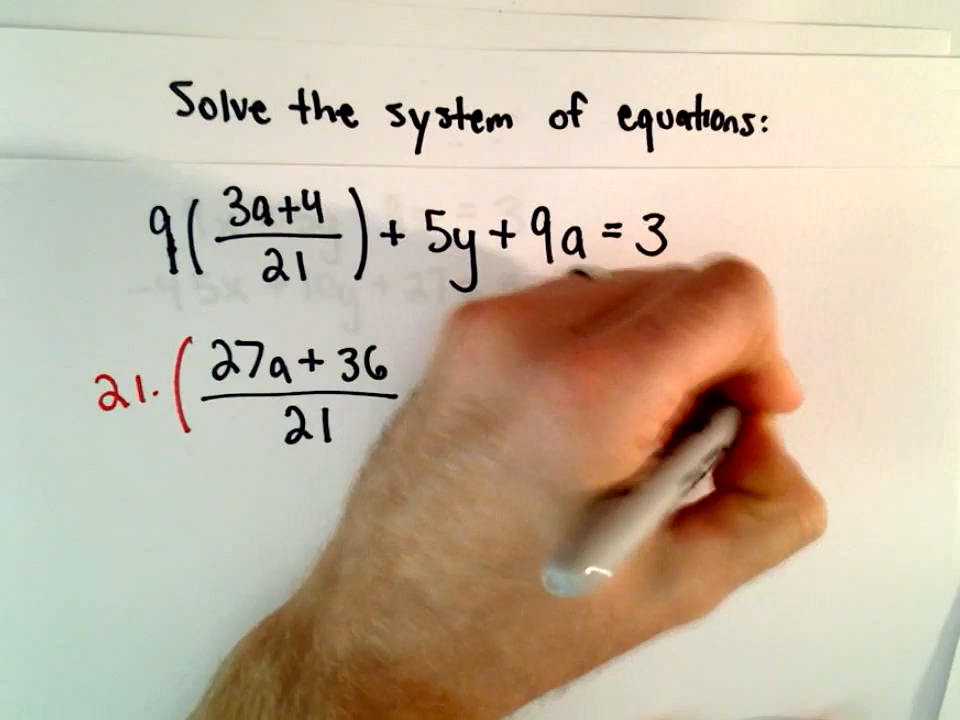 Solve the system of equations:
9(3a+4/21) + 5y + 9a = 3
21·(27a + 36/21